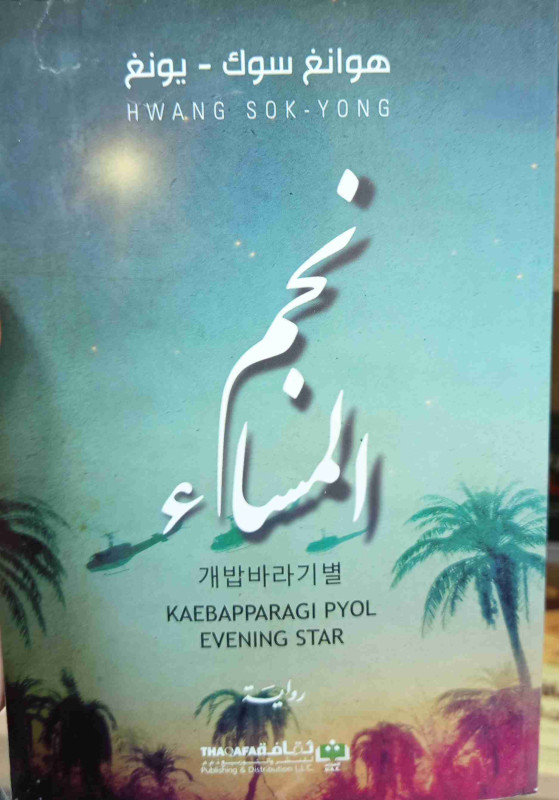 هوانغ سوك - يونغ
HWANG SOK-YONG
نجم
المساء
개밥바라기별
KAEBAPPARAGI PYOL
EVENING STAR
رواية
THAQAFAH ثقافة
Publishing & Distribution L.L.C.
U.A.E.